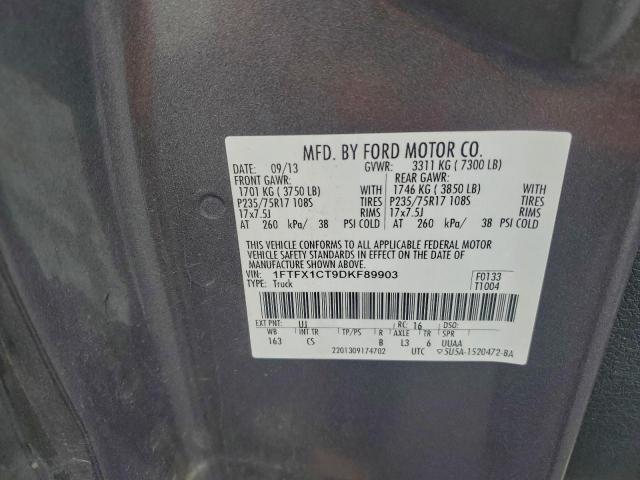 MFD. BY FORD MOTOR CO.
DATE: 09/13 GVWR: 3311 KG ( 7300 LB)
FRONT GAWR: REAR GAWR:
1701 KG ( 3750 LB) WITH 1746 KG ( 3850 LB) WITH
P235/75R17 108S TIRES P235/75R17 108S TIRES
17x7.5J RIMS 17x7.5J RIMS
AT 260 kPa/ 38 PSI COLD AT 260 kPa/ 38 PSI COLD
THIS VEHICLE CONFORMS TO ALL APPLICABLE FEDERAL MOTOR
VEHICLE SAFETY STANDARDS IN EFFECT ON THE DATE OF
MANUFACTURE SHOWN ABOVE.
VIN: 1FTFX1CT9DKF89903 F0133
TYPE: Truck T1004
EXT PNT: UJ RC: 16 DSO:
WB INT TR TP/PS R AXLE TR SPR
163 CS B L3 6 UUAA
2201309174702 UTC 5U5A-1520472-BA